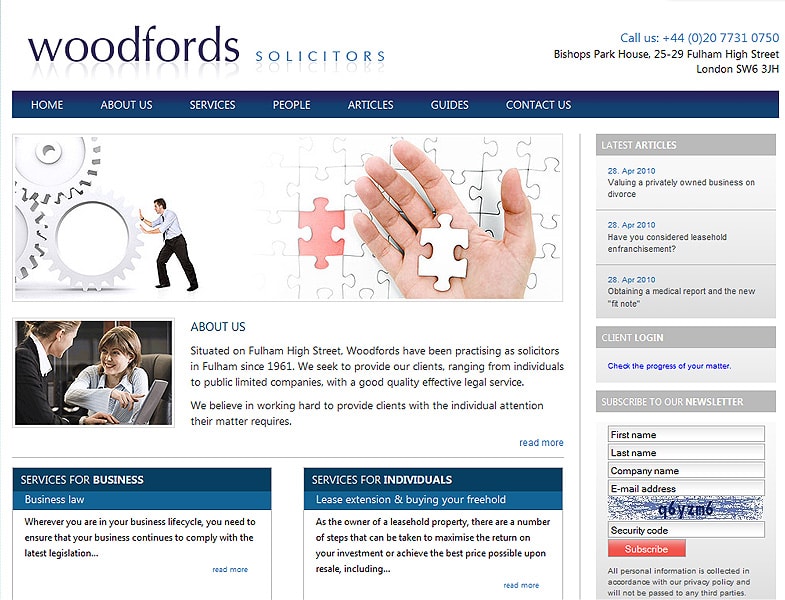 woodfords SOLICITORS
Call us: +44 (0)20 7731 0750
Bishops Park House, 25-29 Fulham High Street
London SW6 3JH
HOME ABOUT US SERVICES PEOPLE ARTICLES GUIDES CONTACT US
ABOUT US
Situated on Fulham High Street, Woodfords have been practising as solicitors
in Fulham since 1961. We seek to provide our clients, ranging from individuals
to public limited companies, with a good quality effective legal service.
We believe in working hard to provide clients with the individual attention
their matter requires.
read more
SERVICES FOR BUSINESS
Business law
Wherever you are in your business lifecycle, you need to
ensure that your business continues to comply with the
latest legislation...
read more
SERVICES FOR INDIVIDUALS
Lease extension & buying your freehold
As the owner of a leasehold property, there are a number
of steps that can be taken to maximise the return on
your investment or achieve the best price possible upon
resale, including...
read more
LATEST ARTICLES
28. Apr 2010
Valuing a privately owned business on
divorce
29. Apr 2010
Have you considered leasehold
enfranchisement?
28. Apr 2010
Obtaining a medical report and the new
"fit note"
CLIENT LOGIN
Check the progress of your matter.
SUBSCRIBE TO OUR NEWSLETTER
First name
Last name
Company name
E-mail address
q6yzm6
Security code
Subscribe
All personal information is collected in
accordance with our privacy policy and
will not be passed to any third parties.